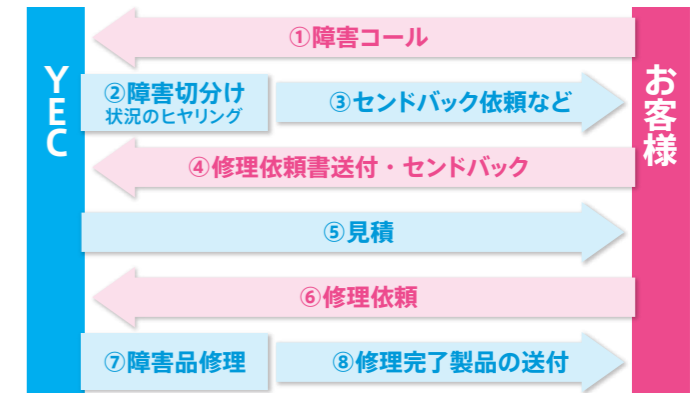 YEC
お客様
①障害コール
②障害切分け
状況のヒヤリング
③センドバック依頼など
④修理依頼書送付・センドバック
⑤見積
⑥修理依頼
⑦障害品修理
⑧修理完了製品の送付